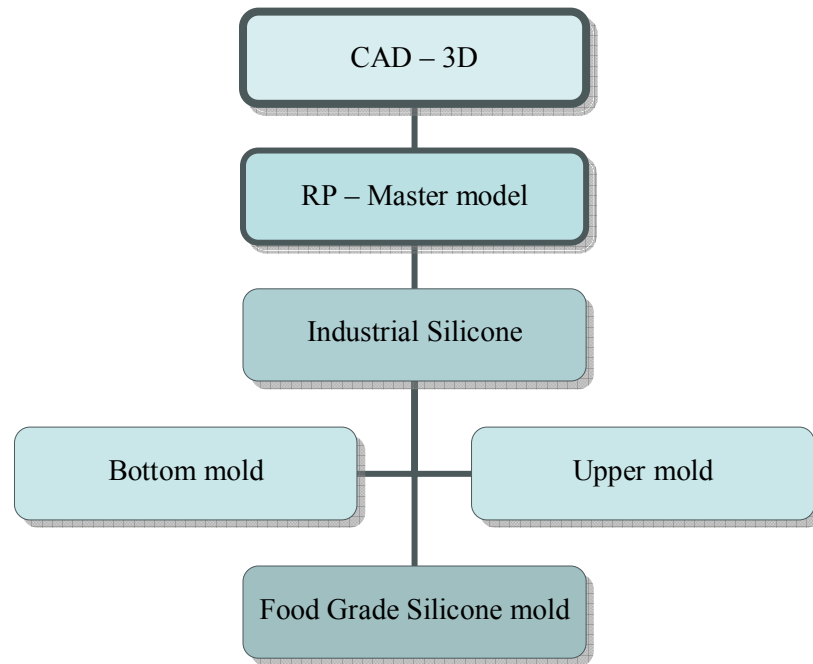 CAD – 3D
RP – Master model
Industrial Silicone
Bottom mold
Upper mold
Food Grade Silicone mold